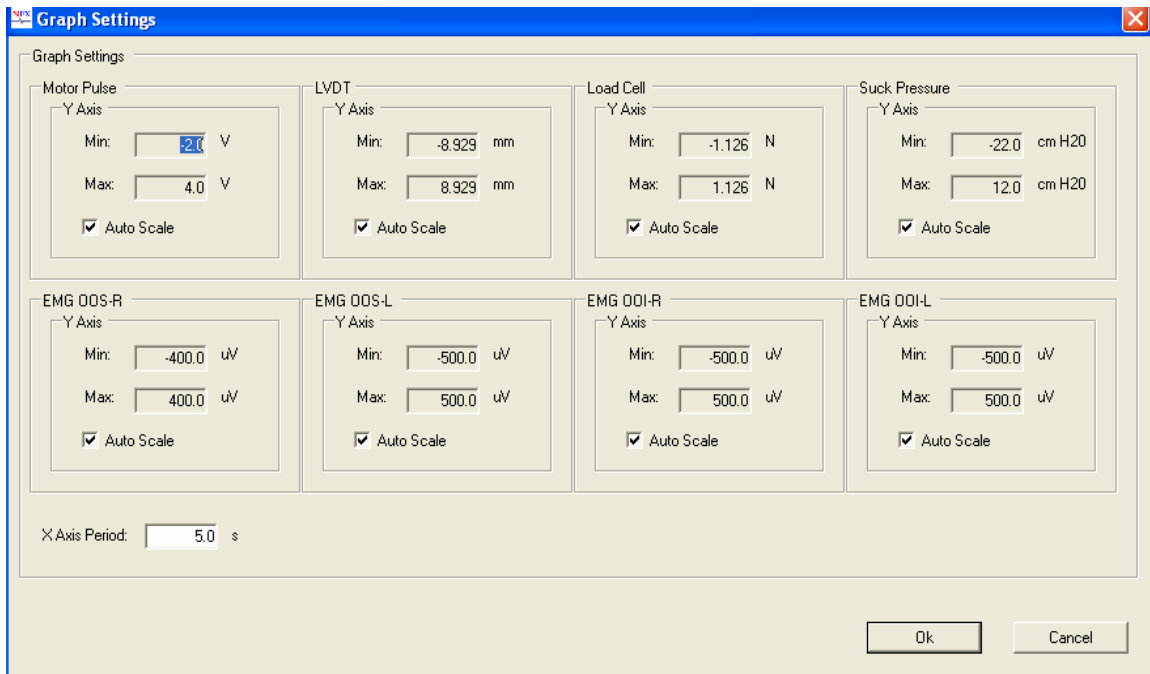 NPX Graph Settings
Graph Settings
Motor Pulse
Y Axis
Min: -2.0 V
Max: 4.0 V
Auto Scale
LVDT
Y Axis
Min: -8.929 mm
Max: 8.929 mm
Auto Scale
Load Cell
Y Axis
Min: -1.126 N
Max: 1.126 N
Auto Scale
Suck Pressure
Y Axis
Min: -22.0 cm H20
Max: 12.0 cm H20
Auto Scale
EMG OOS-R
Y Axis
Min: -400.0 uV
Max: 400.0 uV
Auto Scale
EMG OOS-L
Y Axis
Min: -500.0 uV
Max: 500.0 uV
Auto Scale
EMG OOI-R
Y Axis
Min: -500.0 uV
Max: 500.0 uV
Auto Scale
EMG OOI-L
Y Axis
Min: -500.0 uV
Max: 500.0 uV
Auto Scale
X Axis Period: 5.0 s
Ok
Cancel